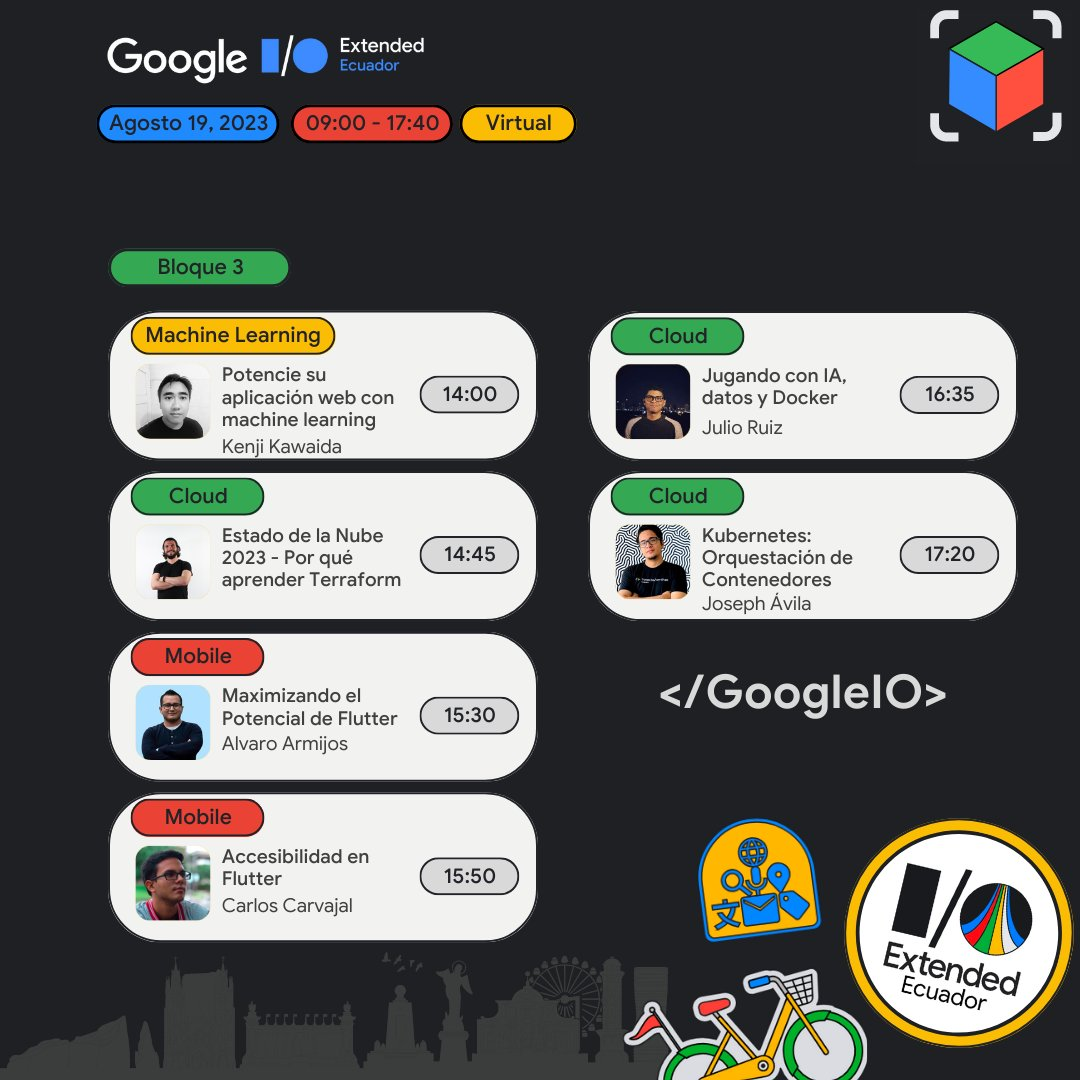 Google I/O Extended
Ecuador
Agosto 19, 2023
09:00 - 17:40
Virtual
Bloque 3
Machine Learning
Potencie su
aplicación web con
machine learning
Kenji Kawaida
14:00
Cloud
Estado de la Nube
2023 - Por qué
aprender Terraform
14:45
Mobile
Maximizando el
Potencial de Flutter
Alvaro Armijos
15:30
Mobile
Accesibilidad en
Flutter
Carlos Carvajal
15:50
Cloud
Jugando con IA,
datos y Docker
Julio Ruiz
16:35
Cloud
Kubernetes:
Orquestación de
Contenedores
Joseph Ávila
17:20
</GoogleIO>
文
I/O
Extended
Ecuador